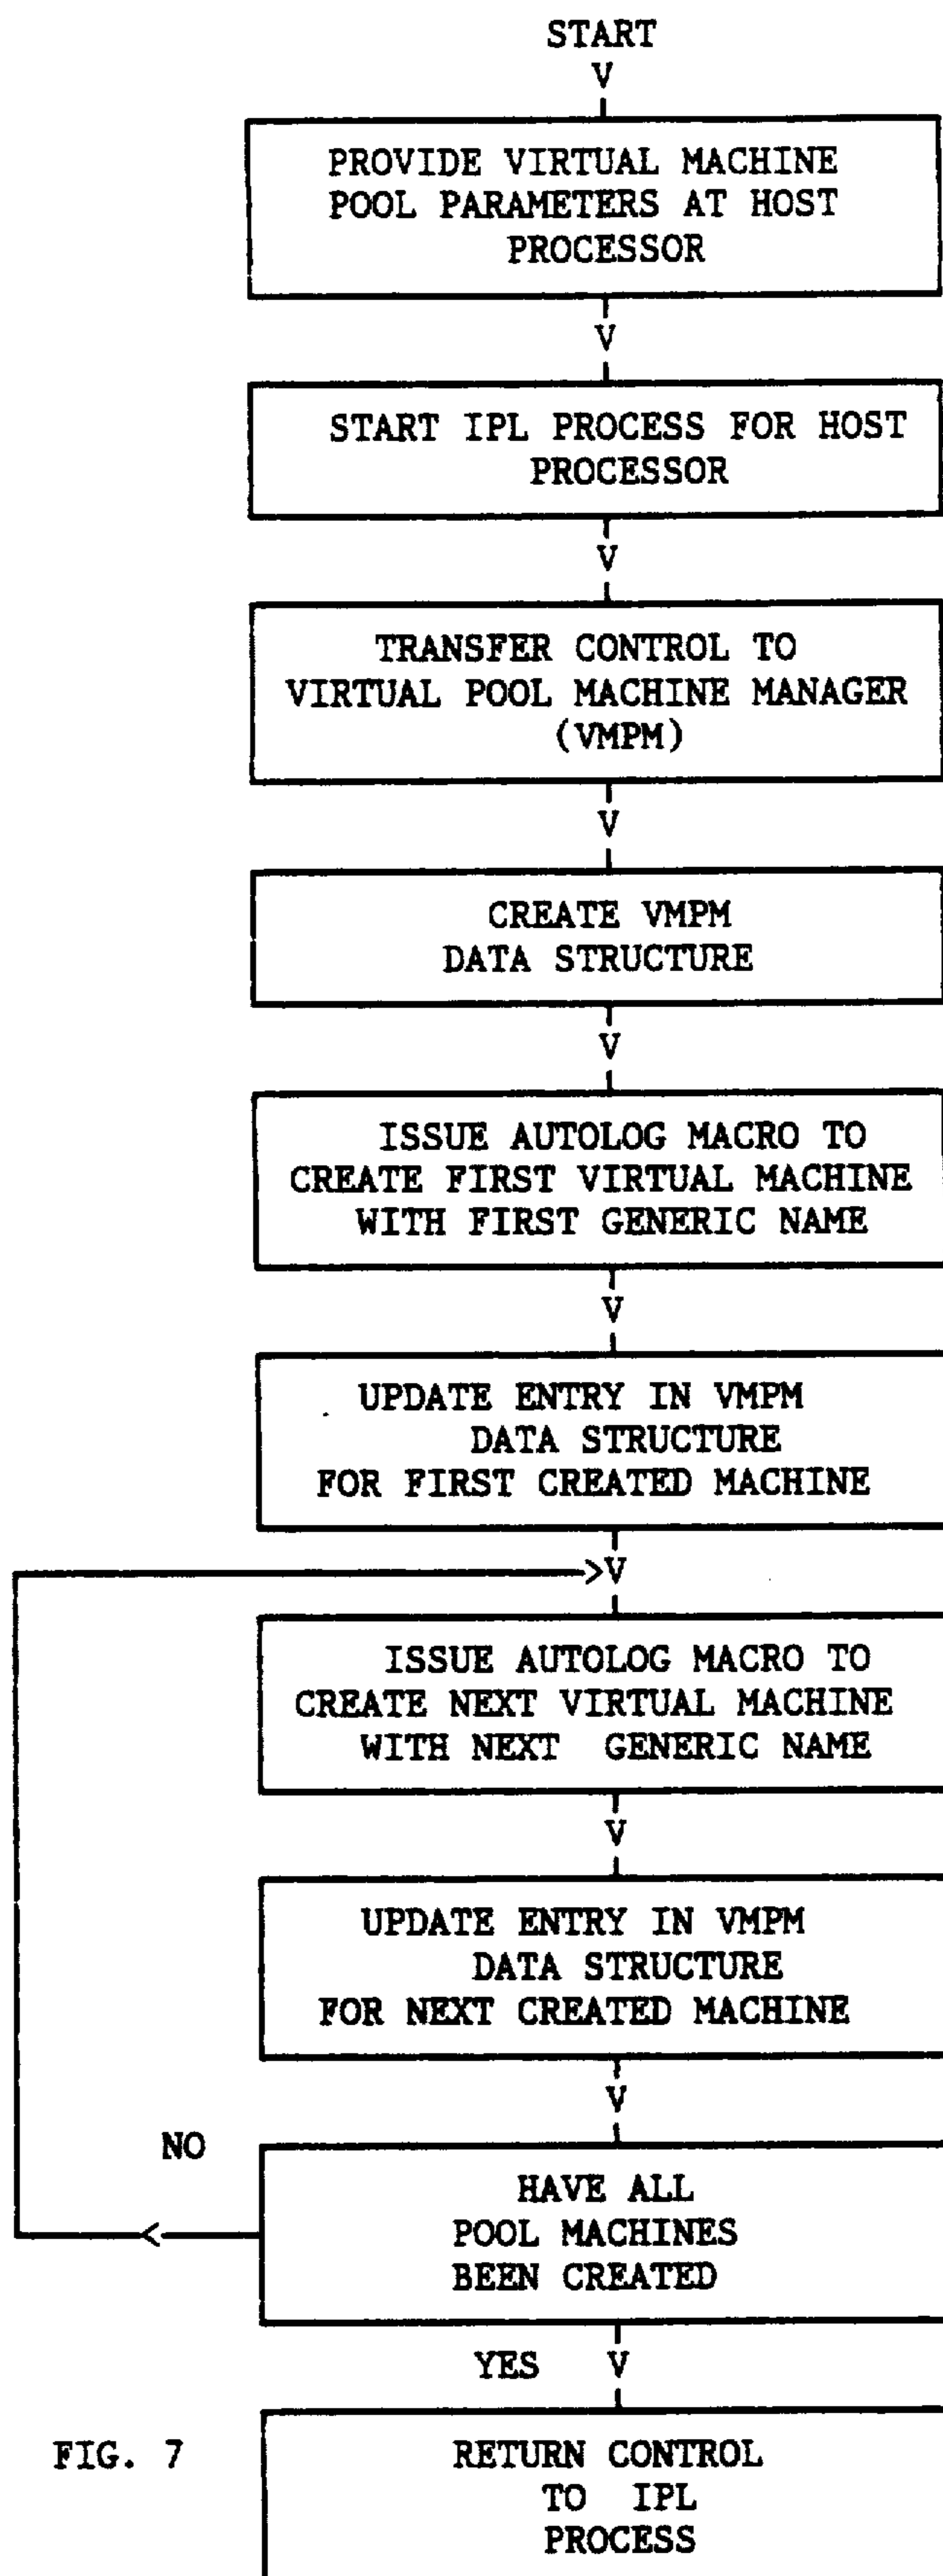 START
V
PROVIDE VIRTUAL MACHINE
POOL PARAMETERS AT HOST
PROCESSOR
V
START IPL PROCESS FOR HOST
PROCESSOR
V
TRANSFER CONTROL TO
VIRTUAL POOL MACHINE MANAGER
(VMPM)
V
CREATE VMPM
DATA STRUCTURE
V
ISSUE AUTOLOG MACRO TO
CREATE FIRST VIRTUAL MACHINE
WITH FIRST GENERIC NAME
V
UPDATE ENTRY IN VMPM
DATA STRUCTURE
FOR FIRST CREATED MACHINE
>V
ISSUE AUTOLOG MACRO TO
CREATE NEXT VIRTUAL MACHINE
WITH NEXT GENERIC NAME
V
UPDATE ENTRY IN VMPM
DATA STRUCTURE
FOR NEXT CREATED MACHINE
V
NO
HAVE ALL
POOL MACHINES
BEEN CREATED
<
YES V
FIG. 7
RETURN CONTROL
TO IPL
PROCESS